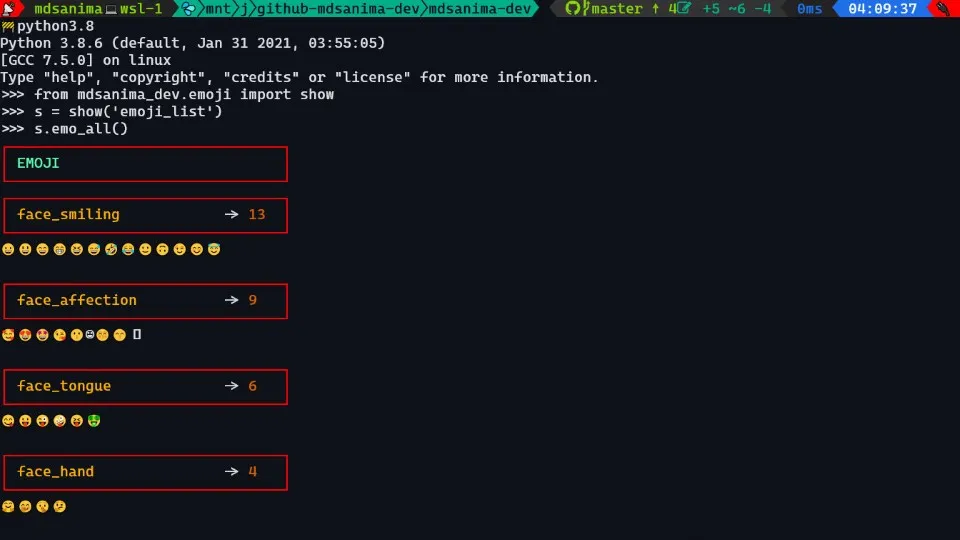 mdsanima wsl-1 mnt j github-mdsanima-dev mdsanima-dev master ↑ 4 +5 ~6 -4 0ms 04:09:37
python3.8
Python 3.8.6 (default, Jan 31 2021, 03:55:05)
[GCC 7.5.0] on linux
Type "help", "copyright", "credits" or "license" for more information.
>>> from mdsanima_dev.emoji import show
>>> s = show('emoji_list')
>>> s.emo_all()
EMOJI
face_smiling → 13
face_affection → 9
face_tongue → 6
face_hand → 4